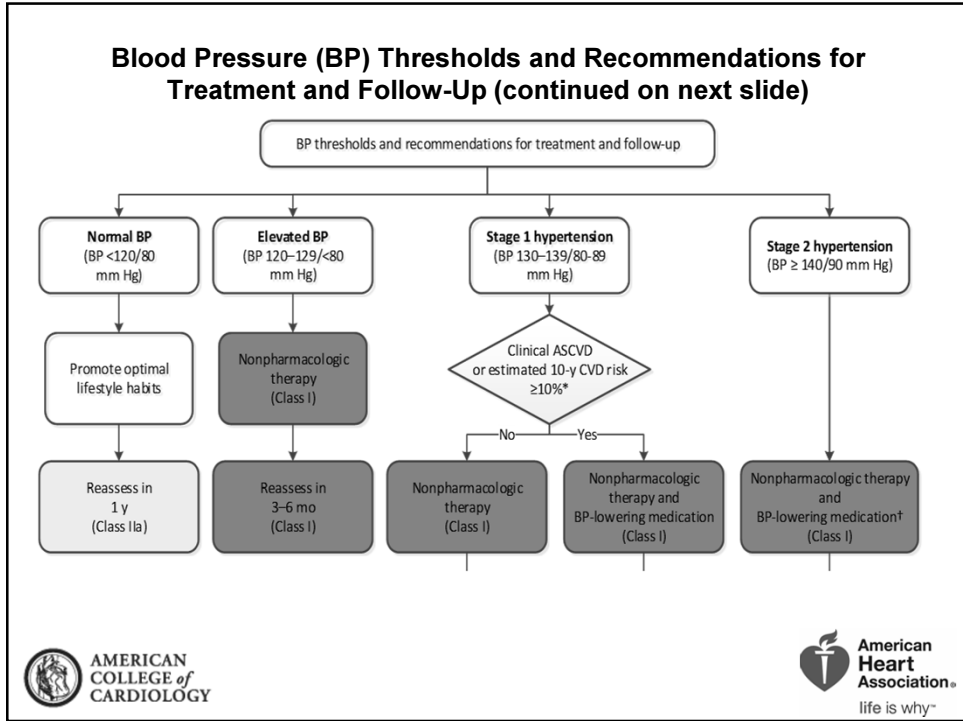 Blood Pressure (BP) Thresholds and Recommendations for
Treatment and Follow-Up (continued on next slide)
BP thresholds and recommendations for treatment and follow-up
Normal BP
(BP <120/80
mm Hg)
Elevated BP
(BP 120–129/<80
mm Hg)
Stage 1 hypertension
(BP 130–139/80-89
mm Hg)
Stage 2 hypertension
(BP ≥ 140/90 mm Hg)
Promote optimal
lifestyle habits
Nonpharmacologic
therapy
(Class I)
Clinical ASCVD
or estimated 10-y CVD risk
≥10%*
No
Yes
Reassess in
1 y
(Class IIa)
Reassess in
3–6 mo
(Class I)
Nonpharmacologic
therapy
(Class I)
Nonpharmacologic
therapy and
BP-lowering medication
(Class I)
Nonpharmacologic therapy
and
BP-lowering medication†
(Class I)
AMERICAN
COLLEGE of
CARDIOLOGY
American
Heart
Association®
life is why™